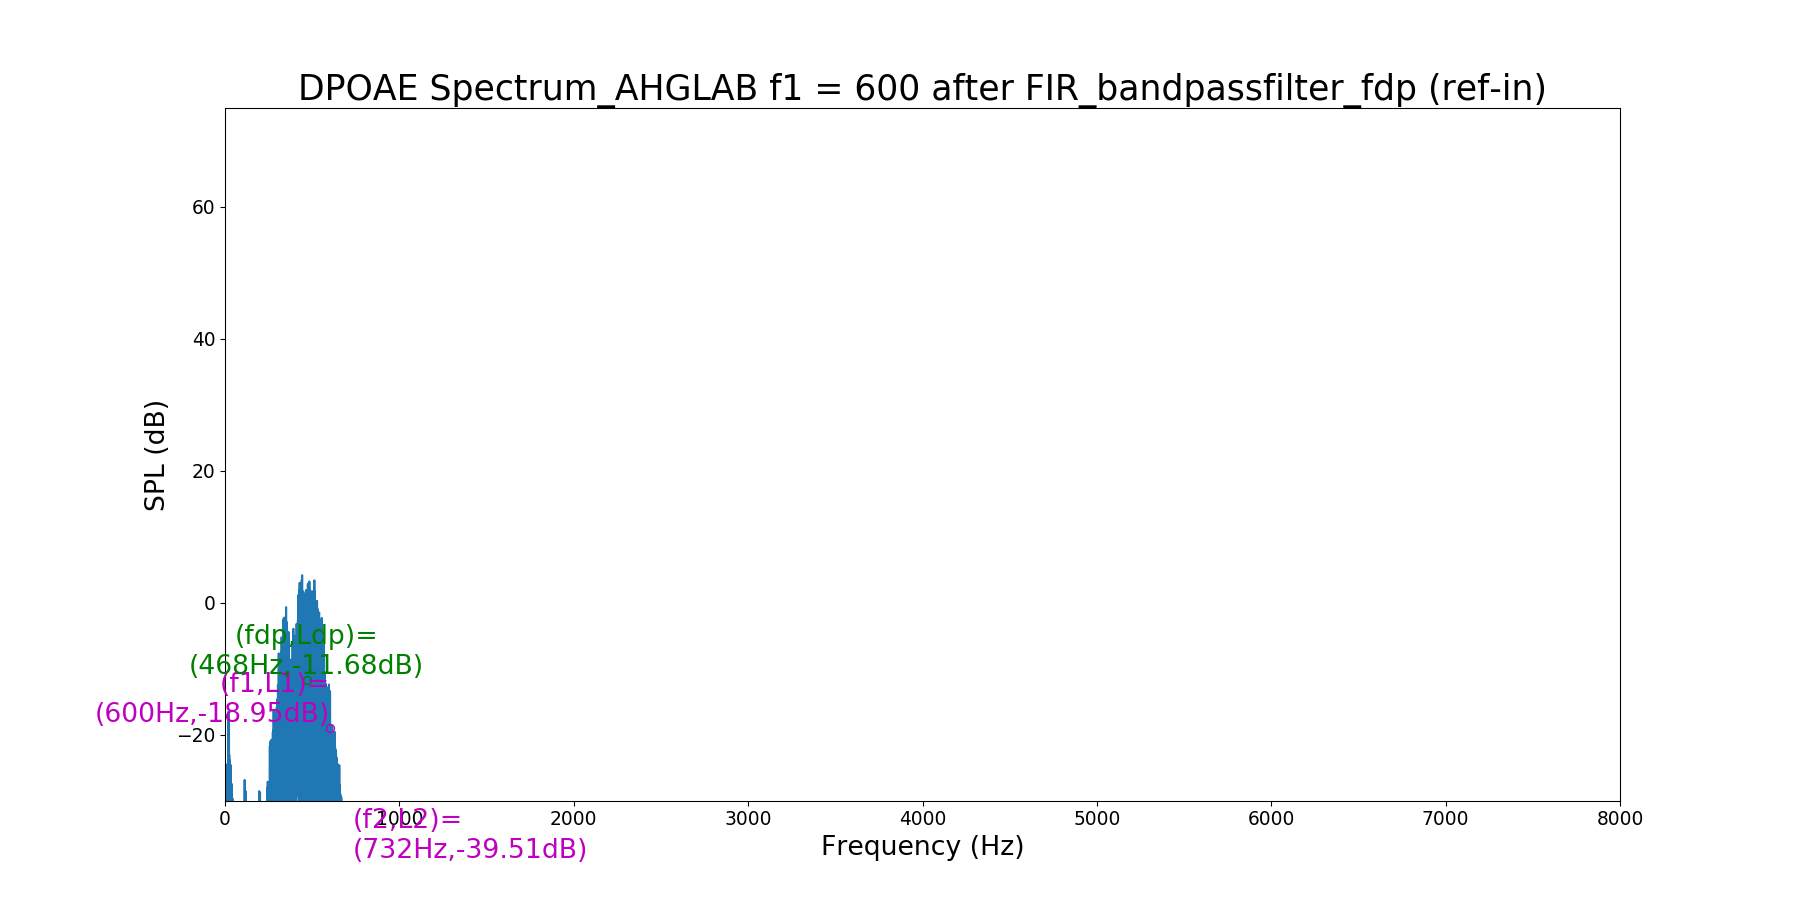 DPOAE Spectrum_AHGLAB f1 = 600 after FIR_bandpassfilter_fdp (ref-in)
60
40
20
0
−20
SPL (dB)
(fdp,Ldp)=
(468Hz,-11.68dB)
(f1,L1)=
(600Hz,-18.95dB)
(f2,L2)=
(732Hz,-39.51dB)
0
1000
2000
3000
4000
5000
6000
7000
8000
Frequency (Hz)